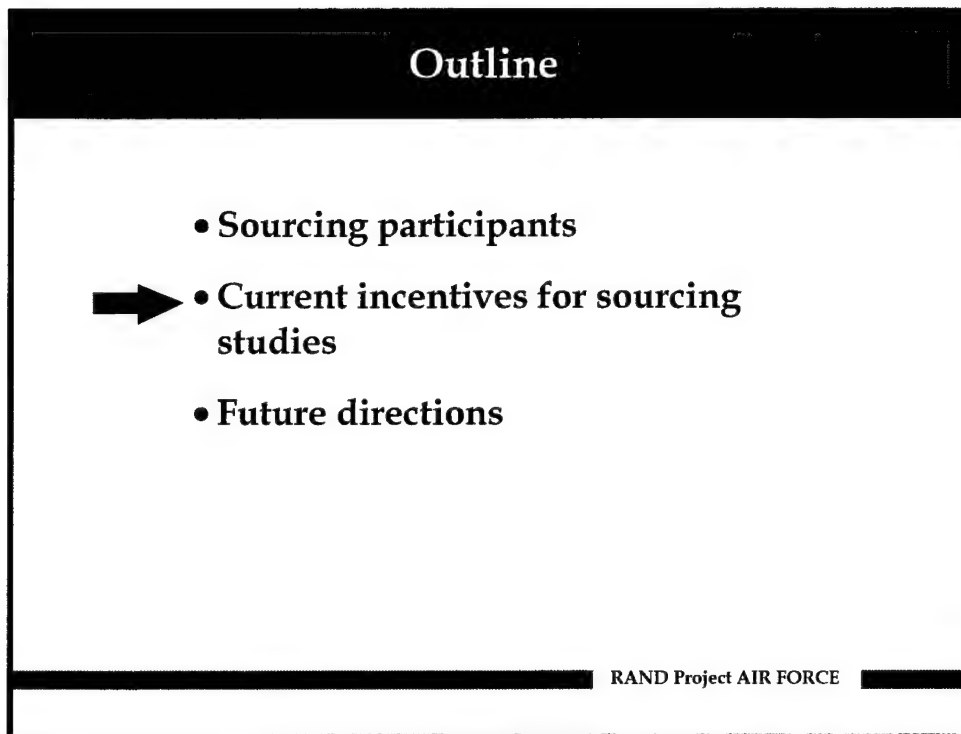 Outline
• Sourcing participants
• Current incentives for sourcing
studies
• Future directions
RAND Project AIR FORCE